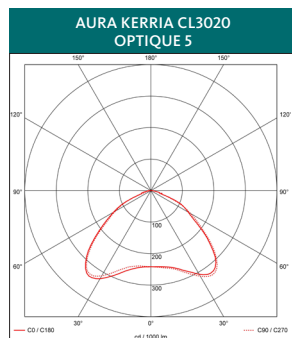 AURA KERRIA CL3020
OPTIQUE 5
150° 180° 150°
120° 120°
90° 90°
100
200
60° 60°
300
30° 0° 30°
C0 / C180 C90 / C270
cd / 1000 lm